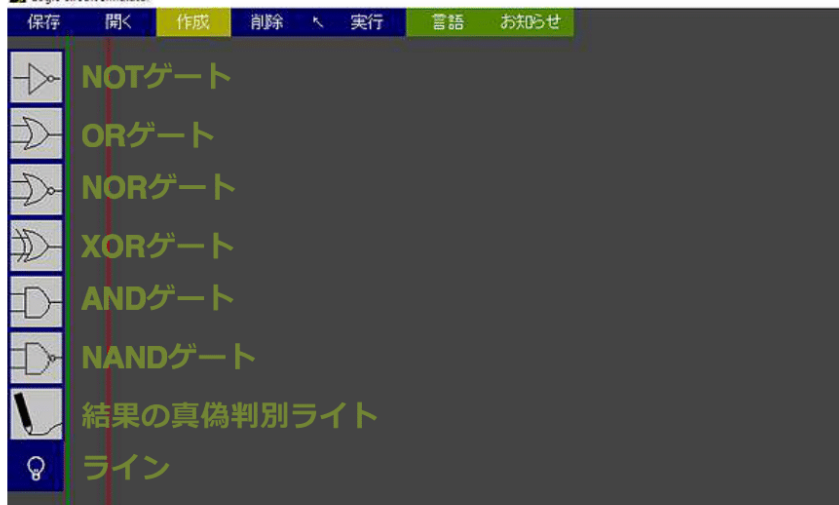 保存 開く 作成 削除 ↖ 実行 言語 お知らせ
NOTゲート
ORゲート
NORゲート
XORゲート
ANDゲート
NANDゲート
結果の真偽判別ライト
ライン